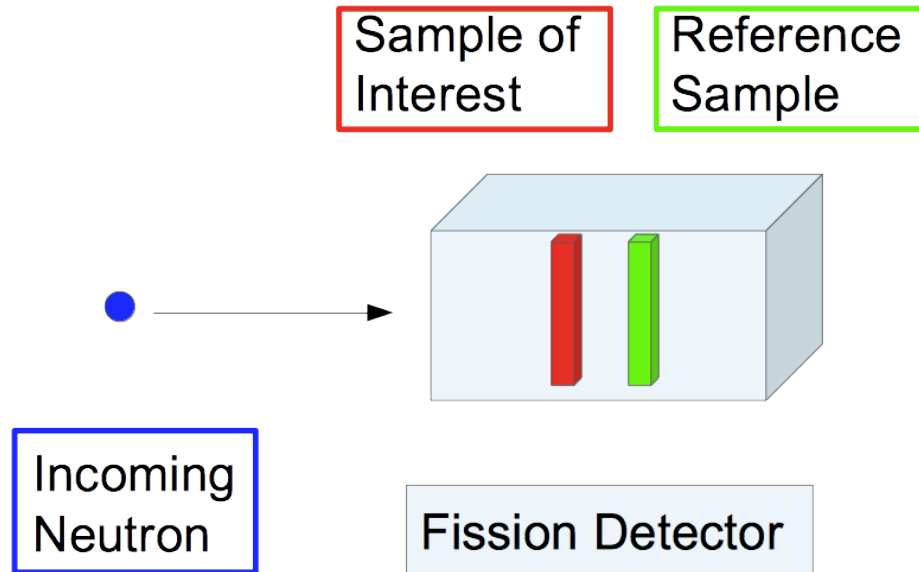 Sample of
Interest
Reference
Sample
Incoming
Neutron
Fission Detector